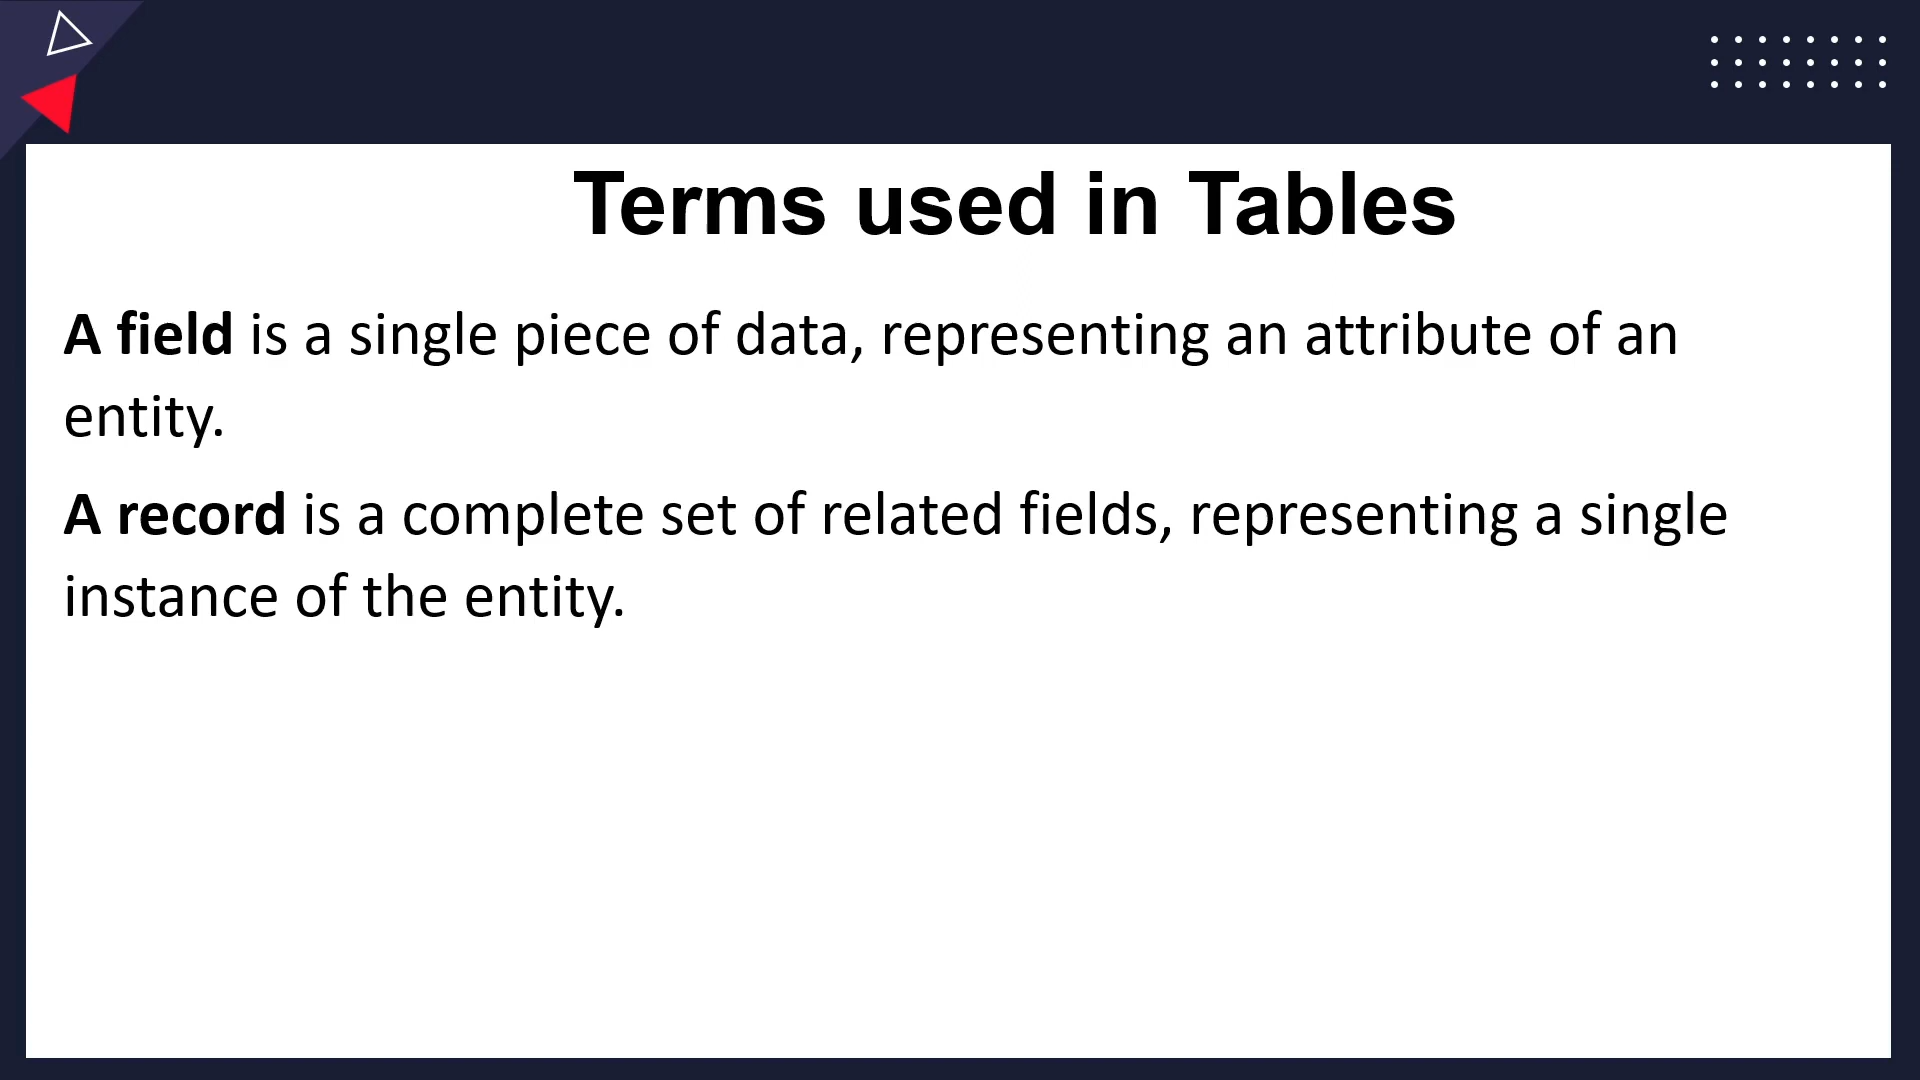 Terms used in Tables
A field is a single piece of data, representing an attribute of an
entity.
A record is a complete set of related fields, representing a single
instance of the entity.